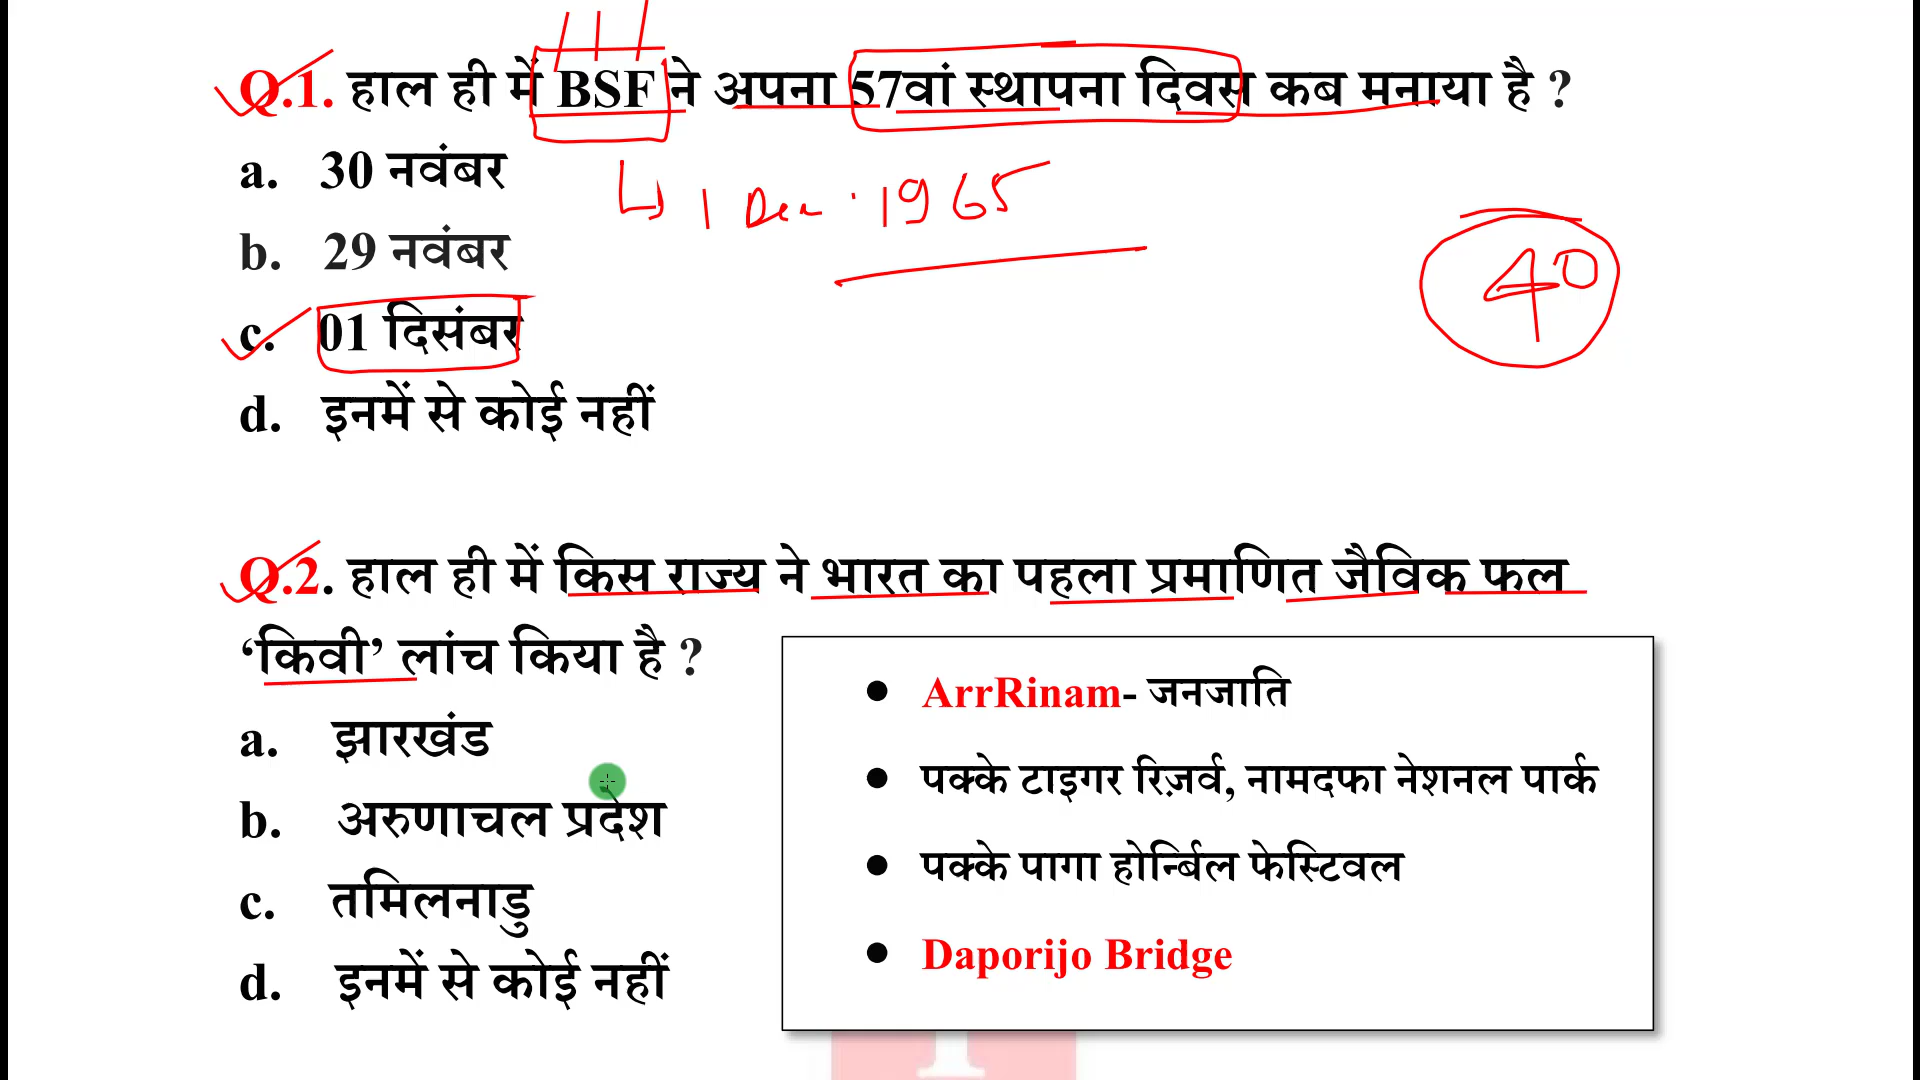 Q.1. हाल ही में BSF ने अपना 57वां स्थापना दिवस कब मनाया है ?
a. 30 नवंबर
1 Dec. 1965
b. 29 नवंबर
40
c. 01 दिसंबर
d. इनमें से कोई नहीं
Q.2. हाल ही में किस राज्य ने भारत का पहला प्रमाणित जैविक फल
‘किवी’ लांच किया है ?
a. झारखंड
b. अरुणाचल प्रदेश
c. तमिलनाडु
d. इनमें से कोई नहीं
● ArrRinam- जनजाति
● पक्के टाइगर रिज़र्व, नामदफा नेशनल पार्क
● पक्के पागा होर्न्बिल फेस्टिवल
● Daporijo Bridge